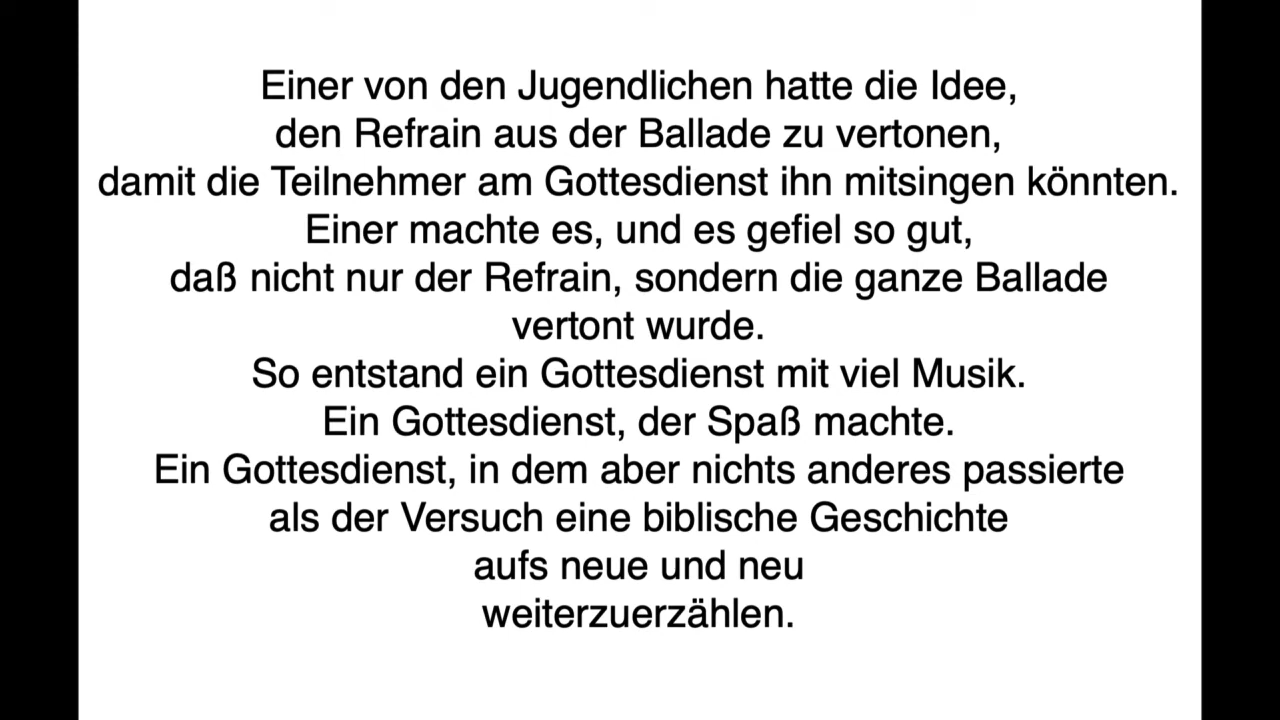 Einer von den Jugendlichen hatte die Idee,
den Refrain aus der Ballade zu vertonen,
damit die Teilnehmer am Gottesdienst ihn mitsingen könnten.
Einer machte es, und es gefiel so gut,
daß nicht nur der Refrain, sondern die ganze Ballade
vertont wurde.
So entstand ein Gottesdienst mit viel Musik.
Ein Gottesdienst, der Spaß machte.
Ein Gottesdienst, in dem aber nichts anderes passierte
als der Versuch eine biblische Geschichte
aufs neue und neu
weiterzuerzählen.